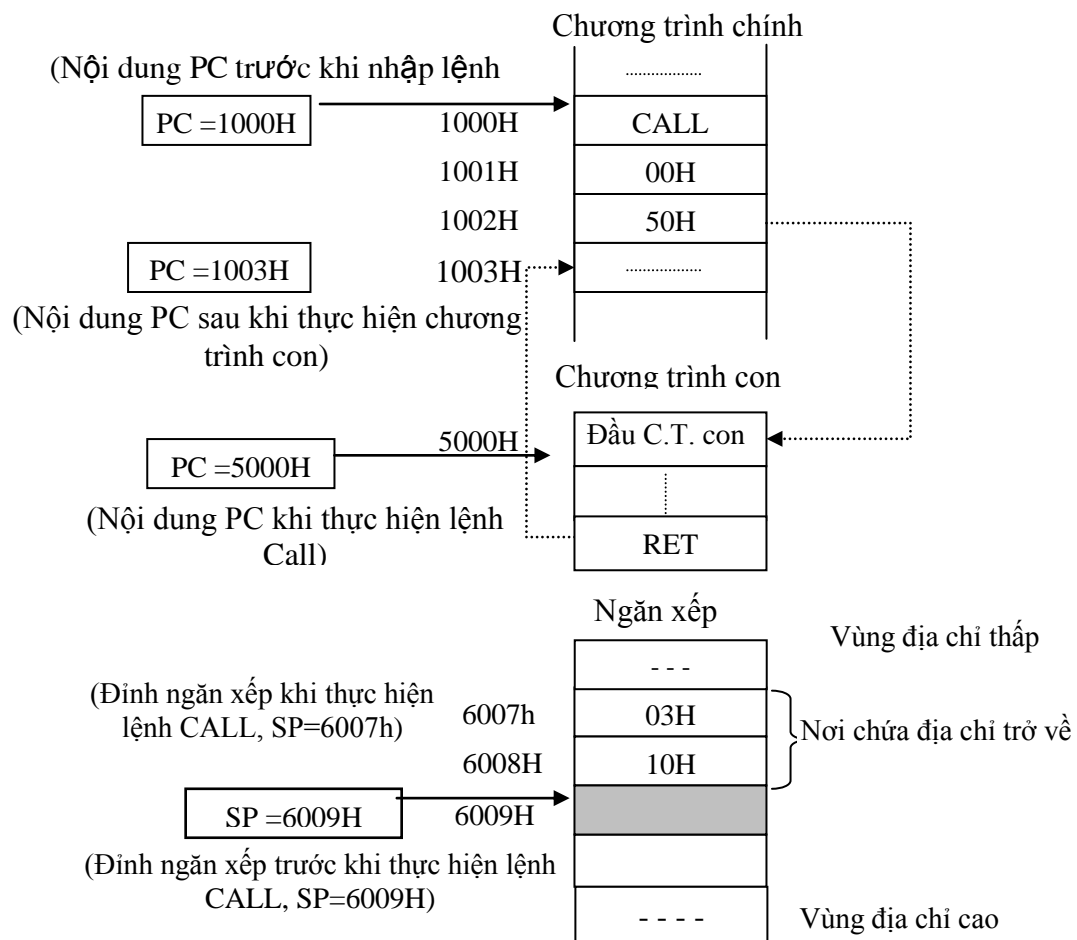 Chương trình chính
(Nội dung PC trước khi nhập lệnh
..................
PC =1000H
1000H
CALL
1001H
00H
1002H
50H
PC =1003H
1003H
..................
(Nội dung PC sau khi thực hiện chương
trình con)
Chương trình con
5000H
Đầu C.T. con
PC =5000H
(Nội dung PC khi thực hiện lệnh
Call)
RET
Ngăn xếp
Vùng địa chỉ thấp
- - -
(Đỉnh ngăn xếp khi thực hiện
lệnh CALL, SP=6007h)
6007h
03H
Nơi chứa địa chỉ trở về
6008H
10H
SP =6009H
6009H
(Đỉnh ngăn xếp trước khi thực hiện lệnh
CALL, SP=6009H)
- - - -
Vùng địa chỉ cao